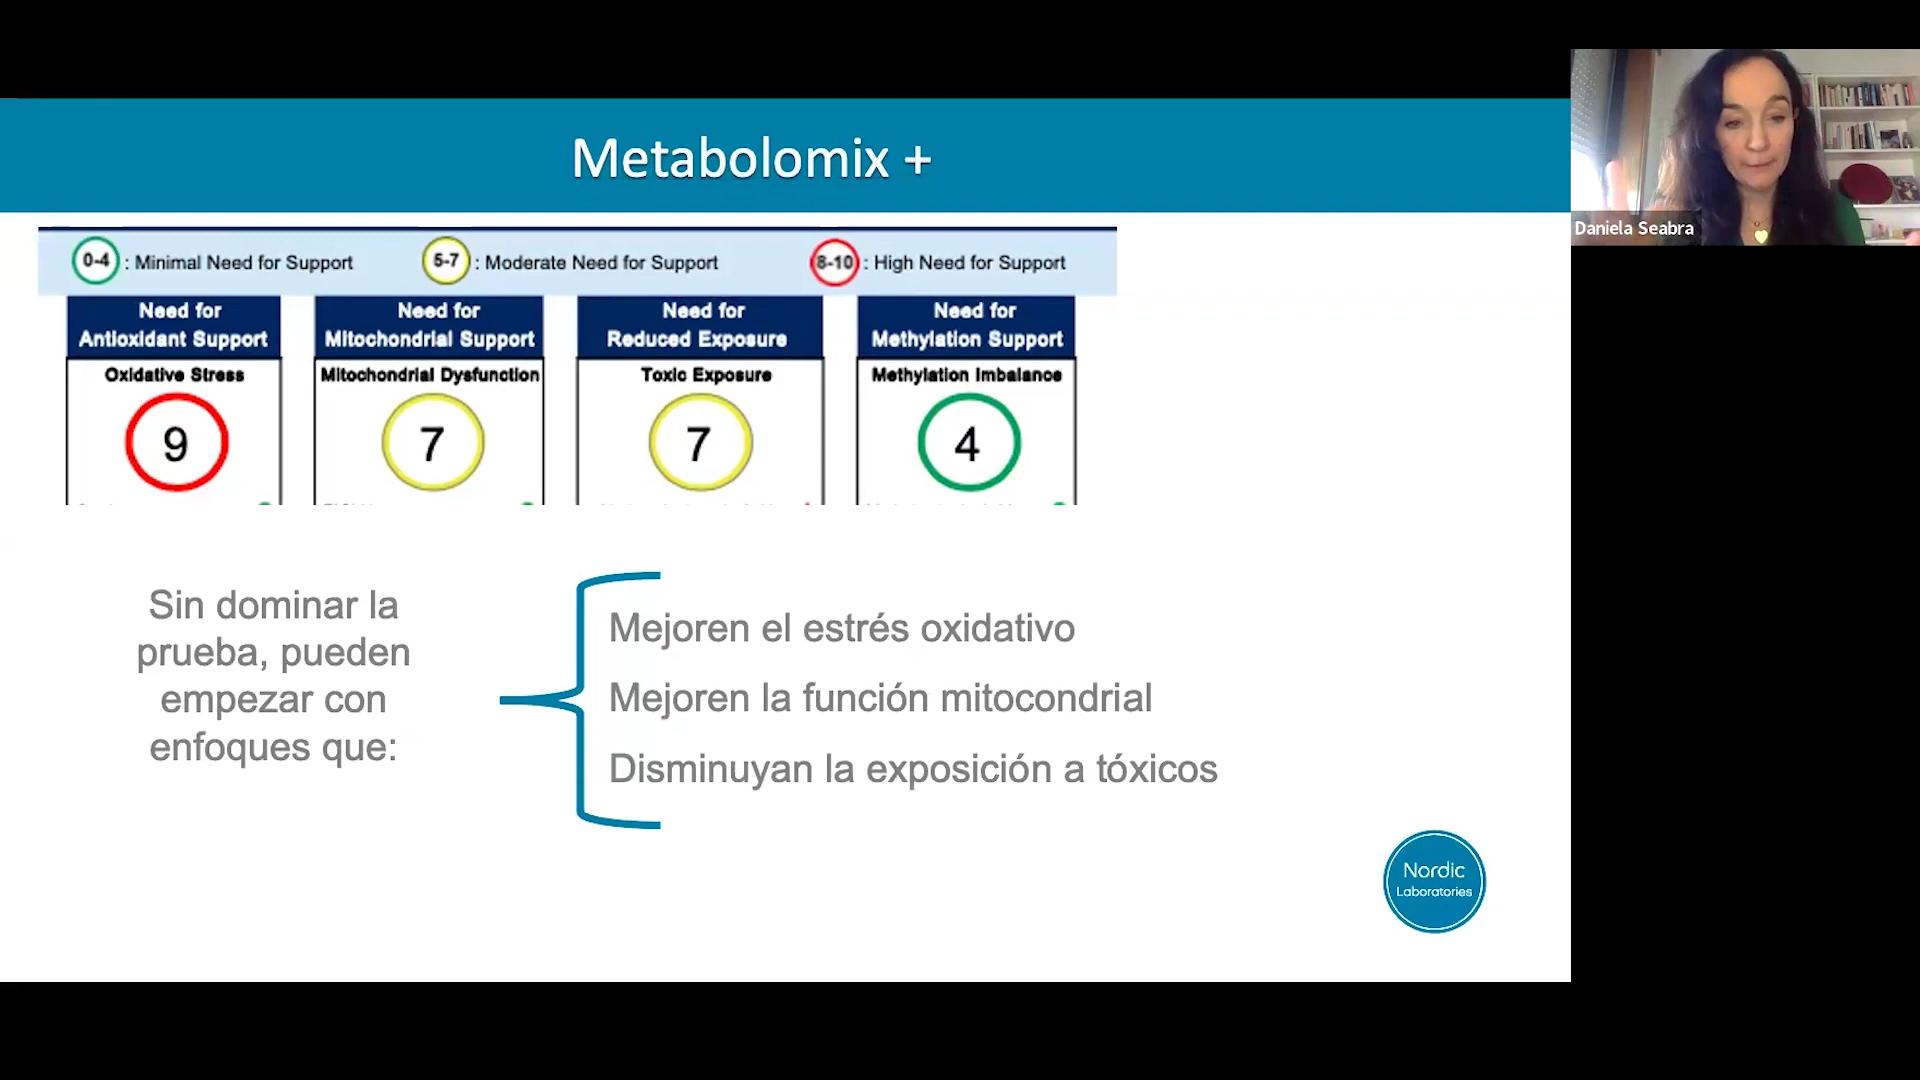 Metabolomix +
0-4 : Minimal Need for Support
5-7 : Moderate Need for Support
8-10 : High Need for Support
Need for
Antioxidant Support
Oxidative Stress
9
Need for
Mitochondrial Support
Mitochondrial Dysfunction
7
Need for
Reduced Exposure
Toxic Exposure
7
Need for
Methylation Support
Methylation Imbalance
4
Sin dominar la
prueba, pueden
empezar con
enfoques que:
Mejoren el estrés oxidativo
Mejoren la función mitocondrial
Disminuyan la exposición a tóxicos
Nordic
Laboratories
Daniela Seabra